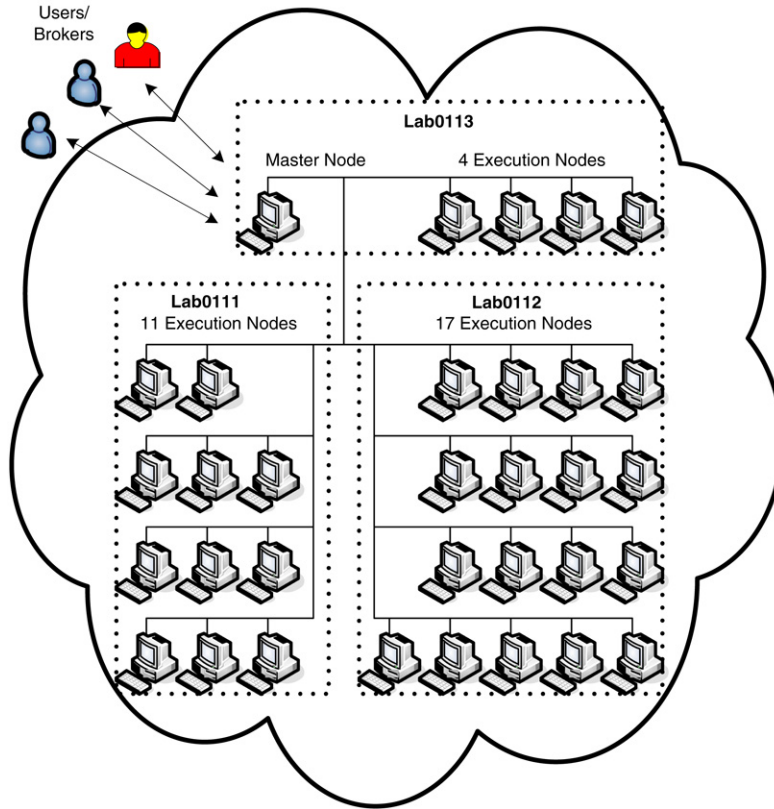 Users/
Brokers
Lab0113
Master Node
4 Execution Nodes
Lab0111
11 Execution Nodes
Lab0112
17 Execution Nodes